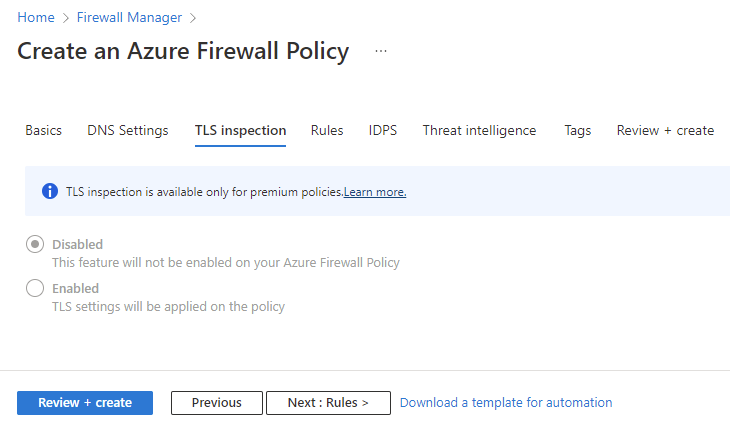 Home > Firewall Manager >
Create an Azure Firewall Policy ...
Basics DNS Settings TLS inspection Rules IDPS Threat intelligence Tags Review + create
TLS inspection is available only for premium policies.Learn more.
Disabled
This feature will not be enabled on your Azure Firewall Policy
Enabled
TLS settings will be applied on the policy
Review + create Previous Next : Rules > Download a template for automation